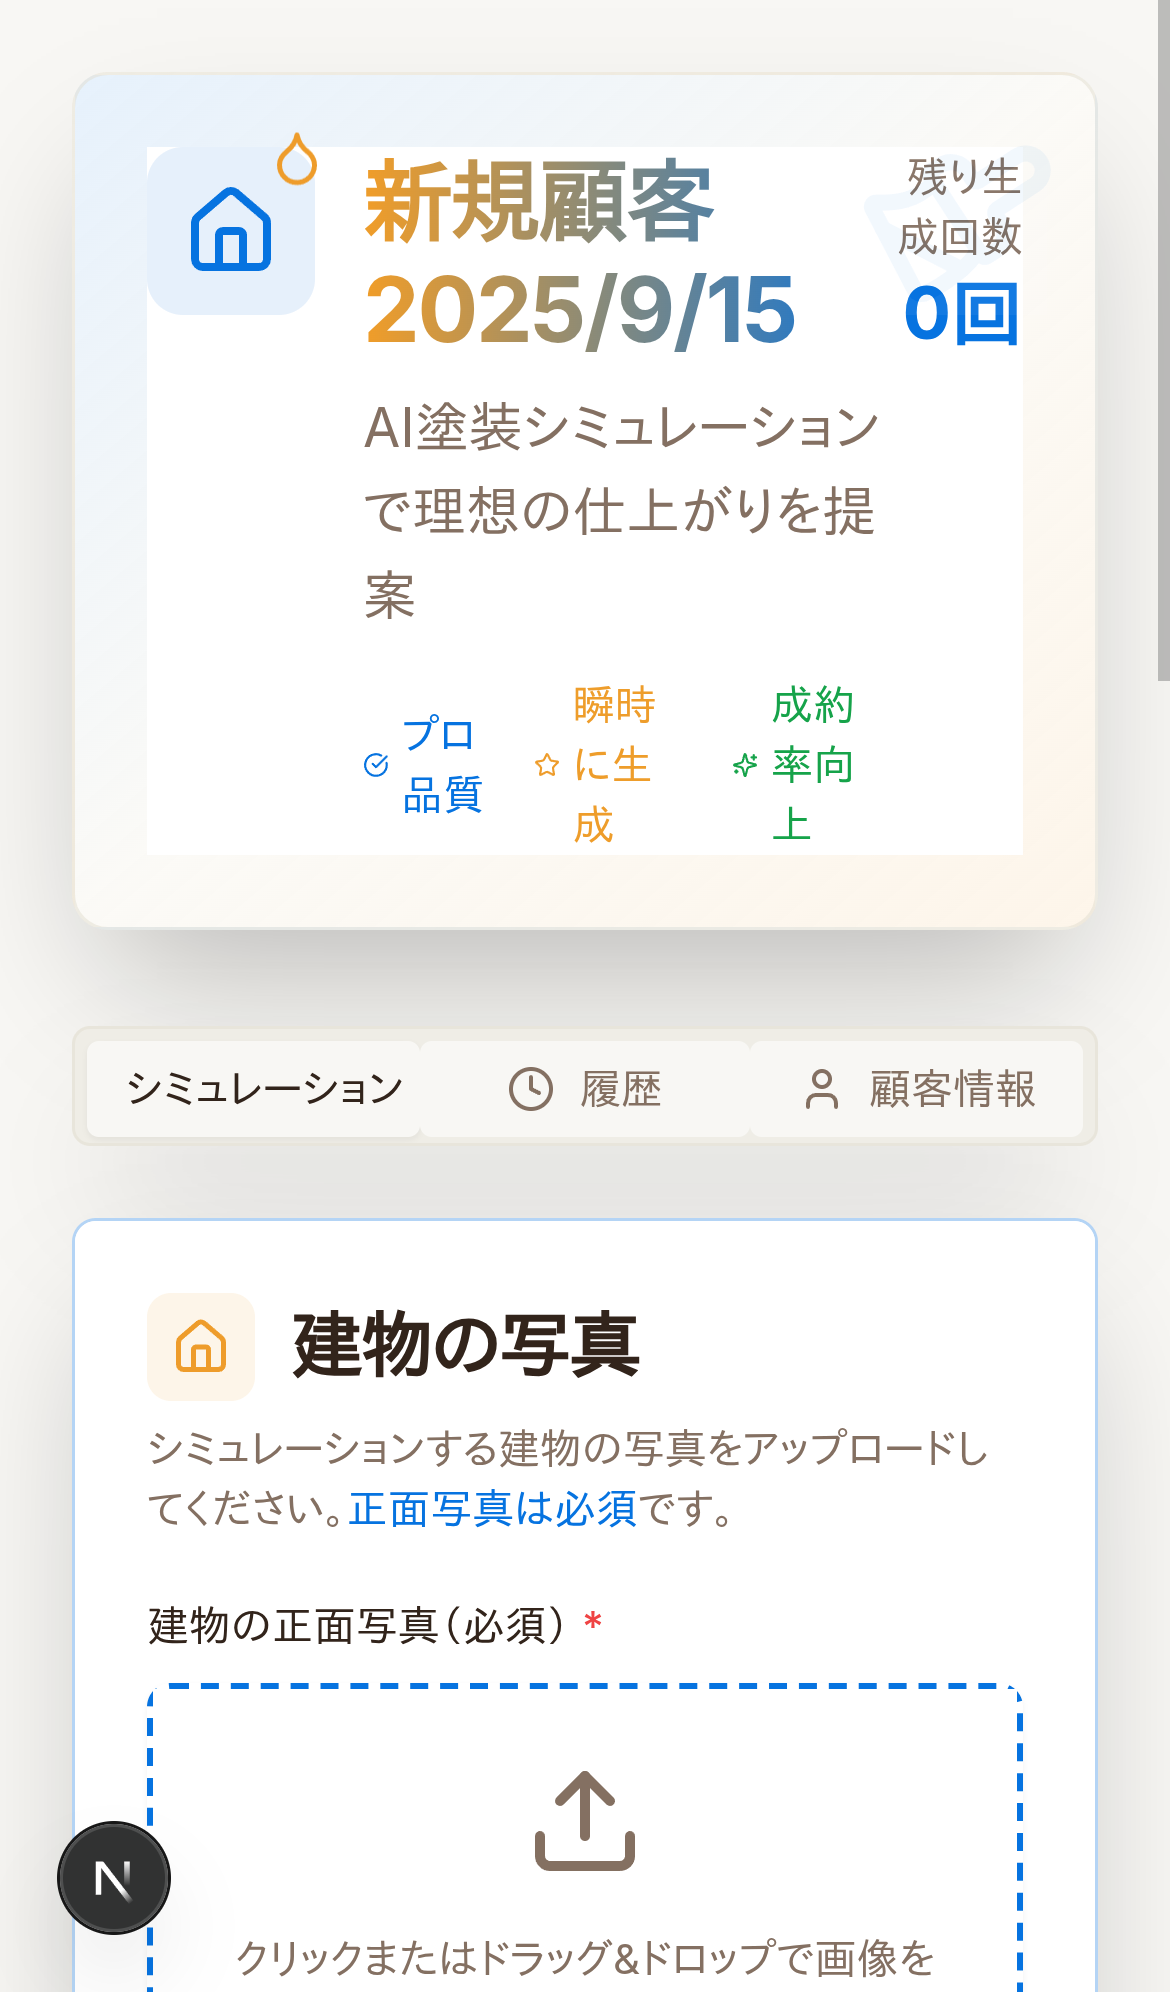 新規顧客
2025/9/15
残り生
成回数
0回
AI塗装シミュレーション
で理想の仕上がりを提
案
プロ
品質
瞬時
に生
成
成約
率向
上
シミュレーション
履歴
顧客情報
建物の写真
シミュレーションする建物の写真をアップロードし
てください。正面写真は必須です。
建物の正面写真（必須） *
N
クリックまたはドラッグ&ドロップで画像を